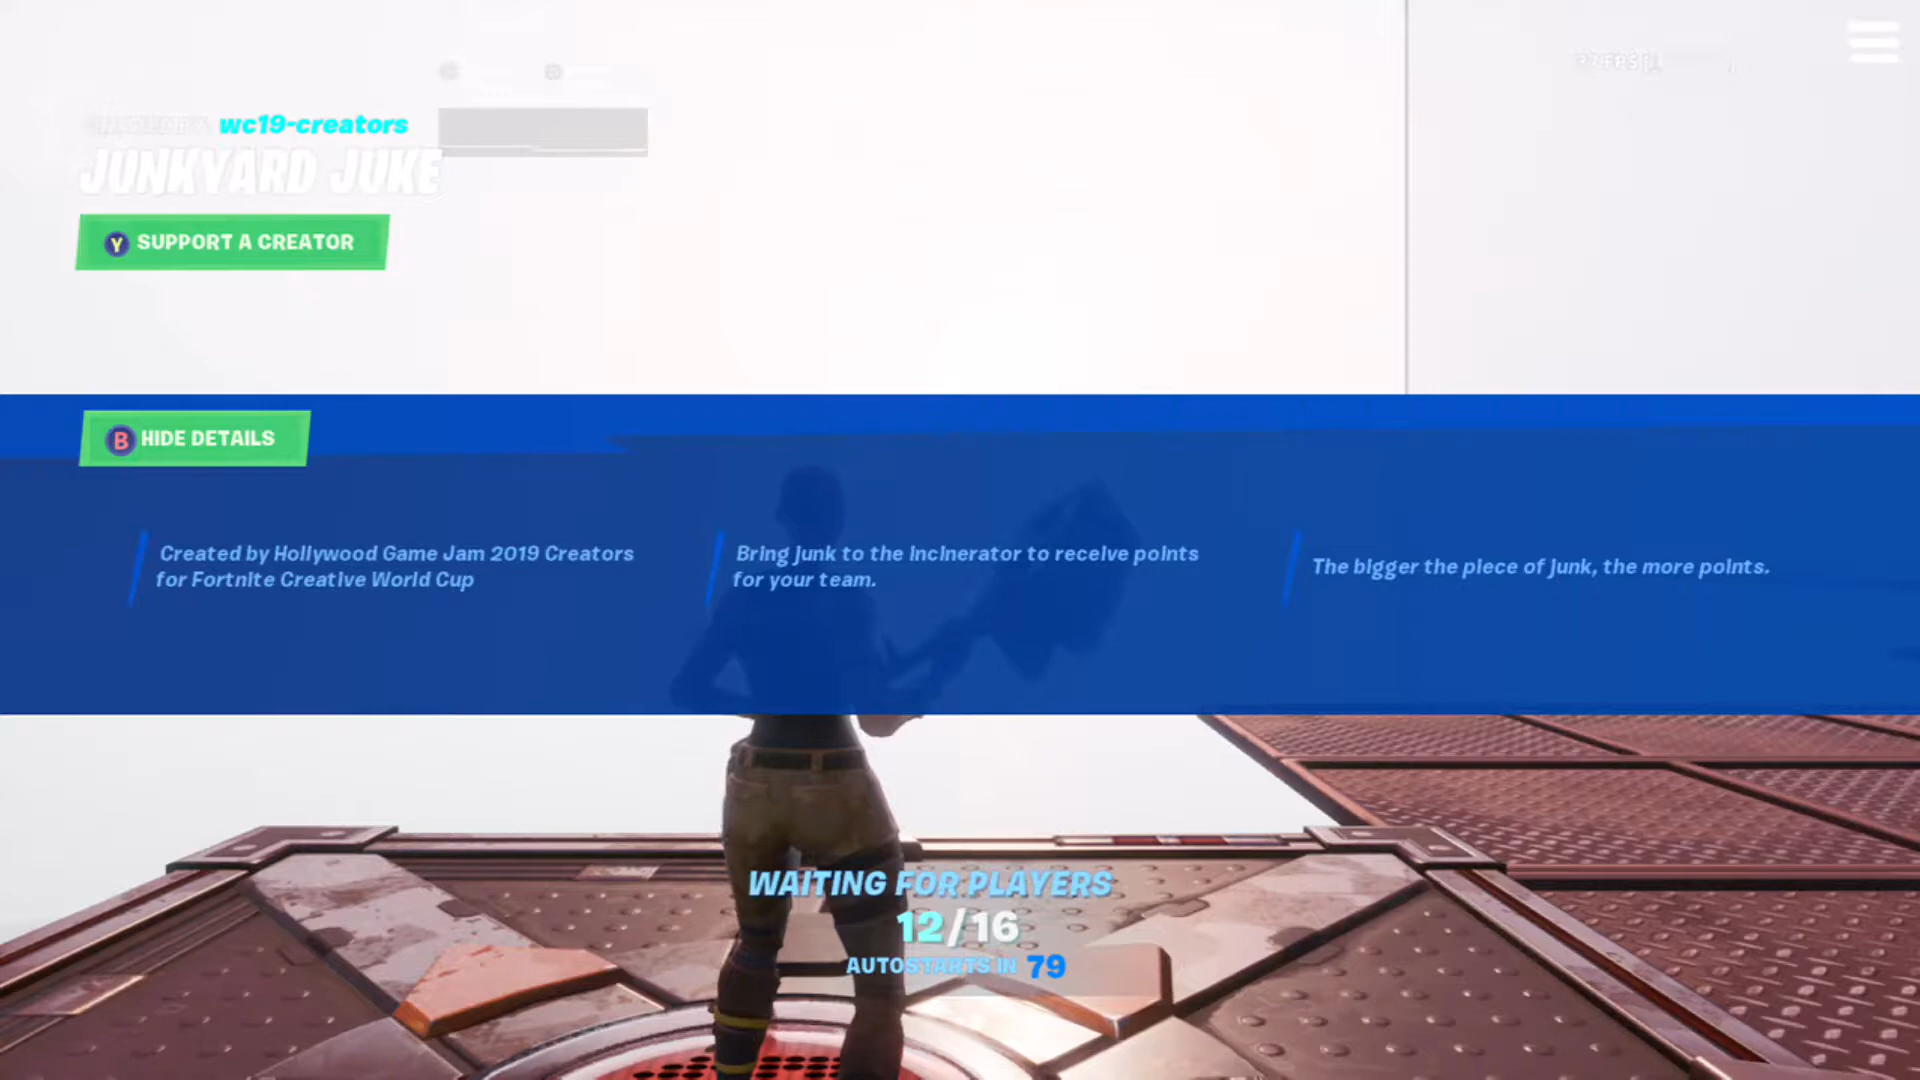 wc19-creators
JUNKYARD JUKE
Y SUPPORT A CREATOR
B HIDE DETAILS
Created by Hollywood Game Jam 2019 Creators
for Fortnite Creative World Cup
Bring junk to the incinerator to receive points
for your team.
The bigger the piece of junk, the more points.
WAITING FOR PLAYERS
12/16
AUTOSTARTS IN 79